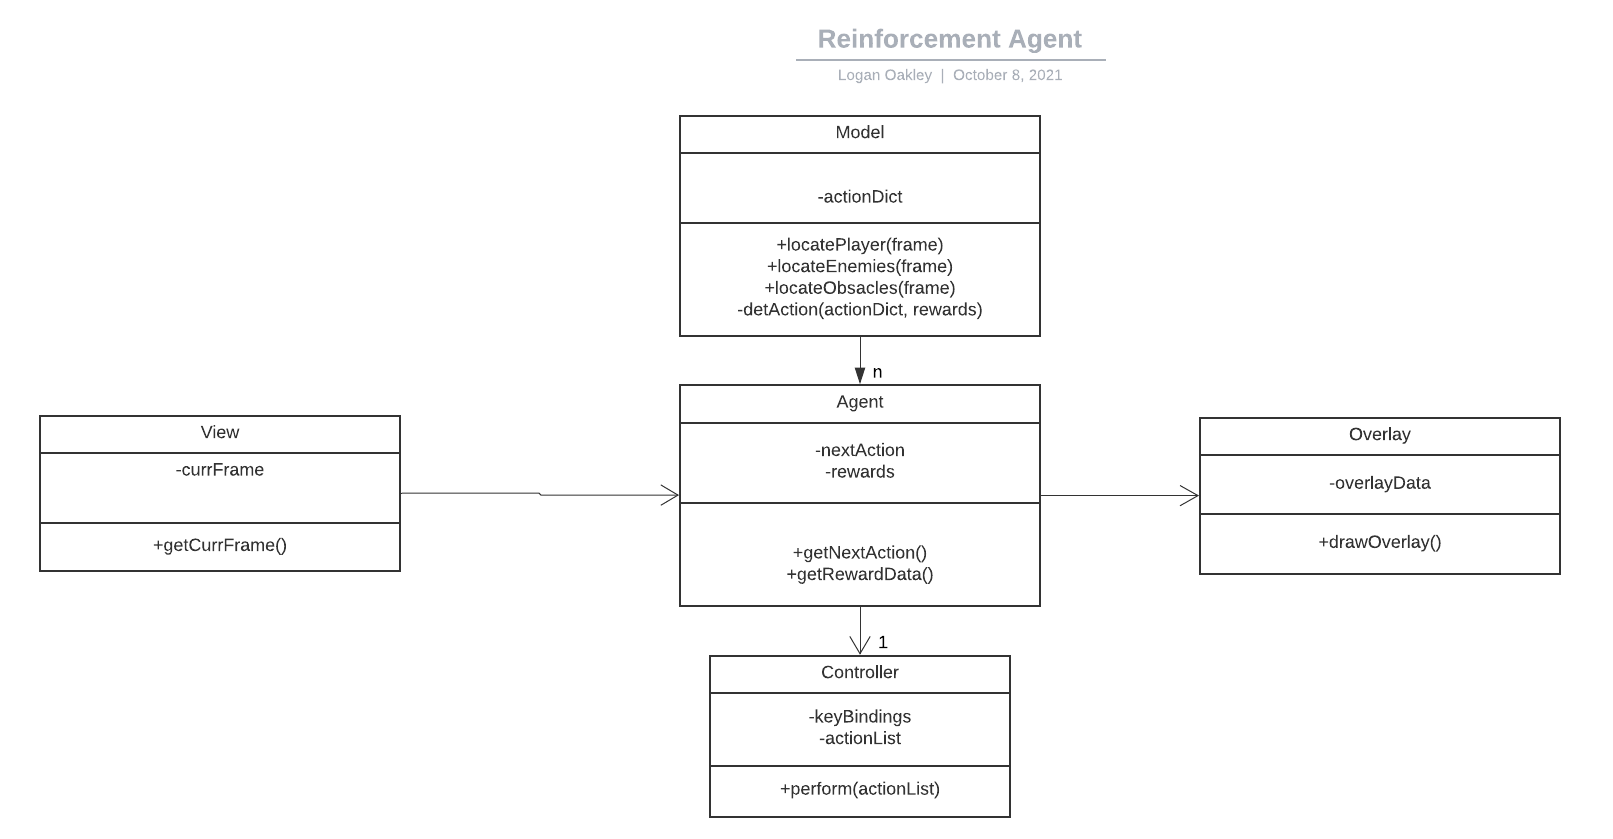 Reinforcement Agent
Logan Oakley | October 8, 2021
Model
-actionDict
+locatePlayer(frame)
+locateEnemies(frame)
+locateObsacles(frame)
-detAction(actionDict, rewards)
n
View
-currFrame
+getCurrFrame()
Agent
-nextAction
-rewards
+getNextAction()
+getRewardData()
Overlay
-overlayData
+drawOverlay()
1
Controller
-keyBindings
-actionList
+perform(actionList)